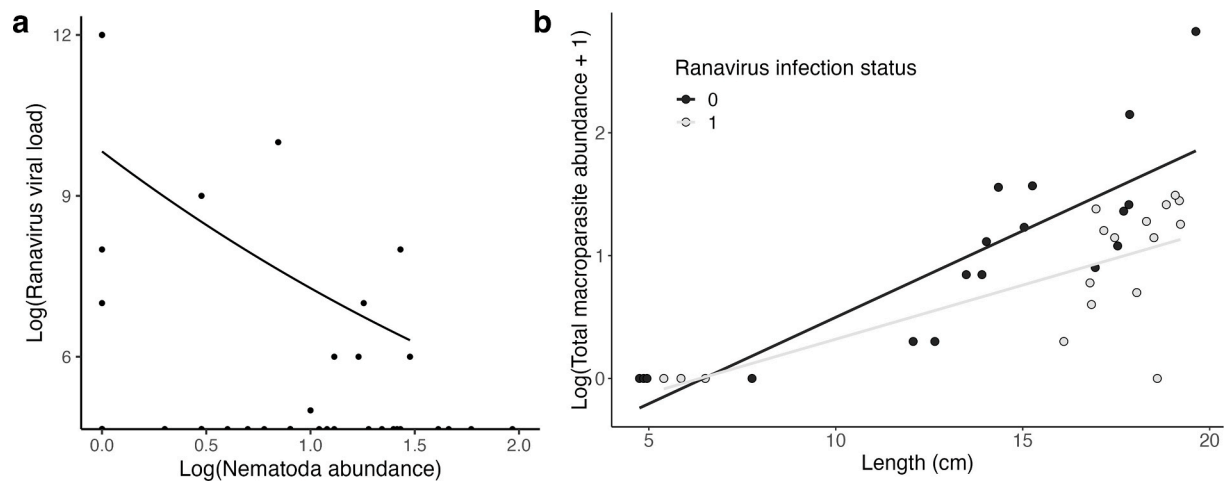 a
12
9
6
Log(Ranavirus viral load)
0.0 0.5 1.0 1.5 2.0
Log(Nematoda abundance)
b
Ranavirus infection status
0
1
2
1
0
Log(Total macroparasite abundance + 1)
5 10 15 20
Length (cm)